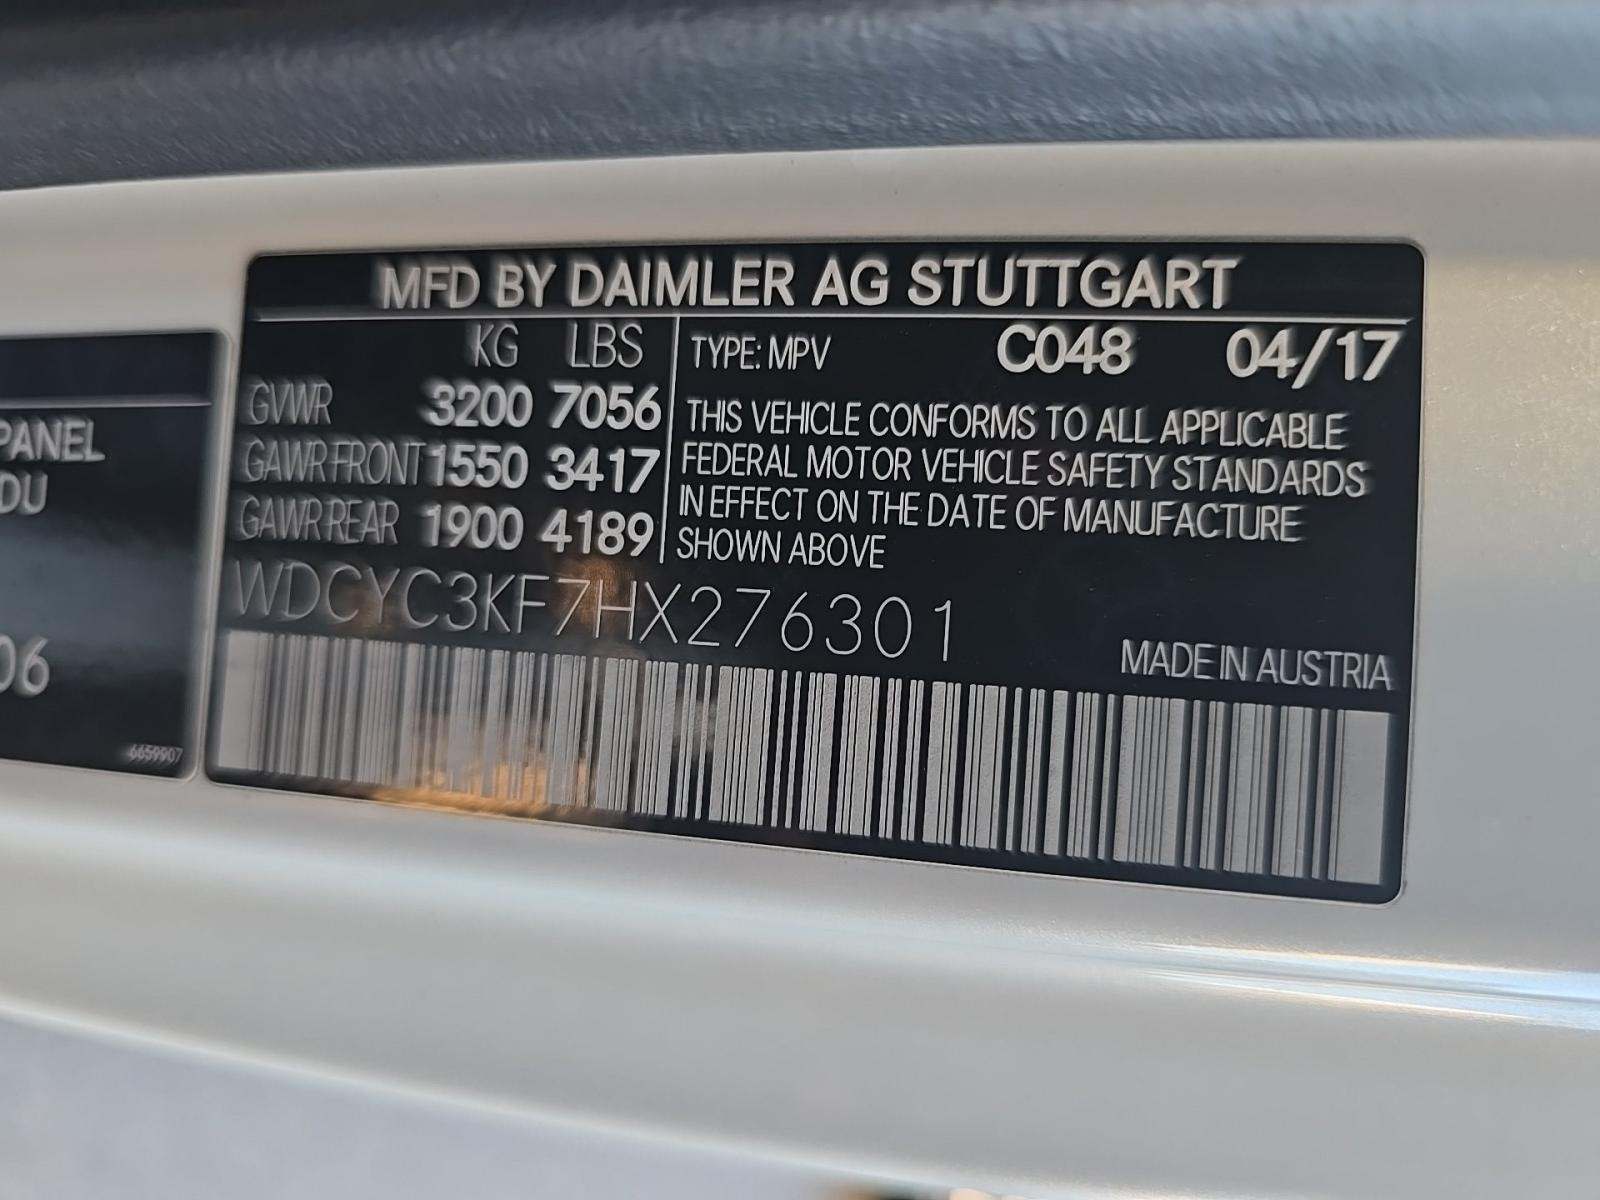 PANEL
DU
06
6659907
MFD BY DAIMLER AG STUTTGART
KG LBS
GVWR 3200 7056
GAWR FRONT 1550 3417
GAWR REAR 1900 4189
TYPE: MPV C048 04/17
THIS VEHICLE CONFORMS TO ALL APPLICABLE
FEDERAL MOTOR VEHICLE SAFETY STANDARDS
IN EFFECT ON THE DATE OF MANUFACTURE
SHOWN ABOVE
WDCYC3KF7HX276301
MADE IN AUSTRIA